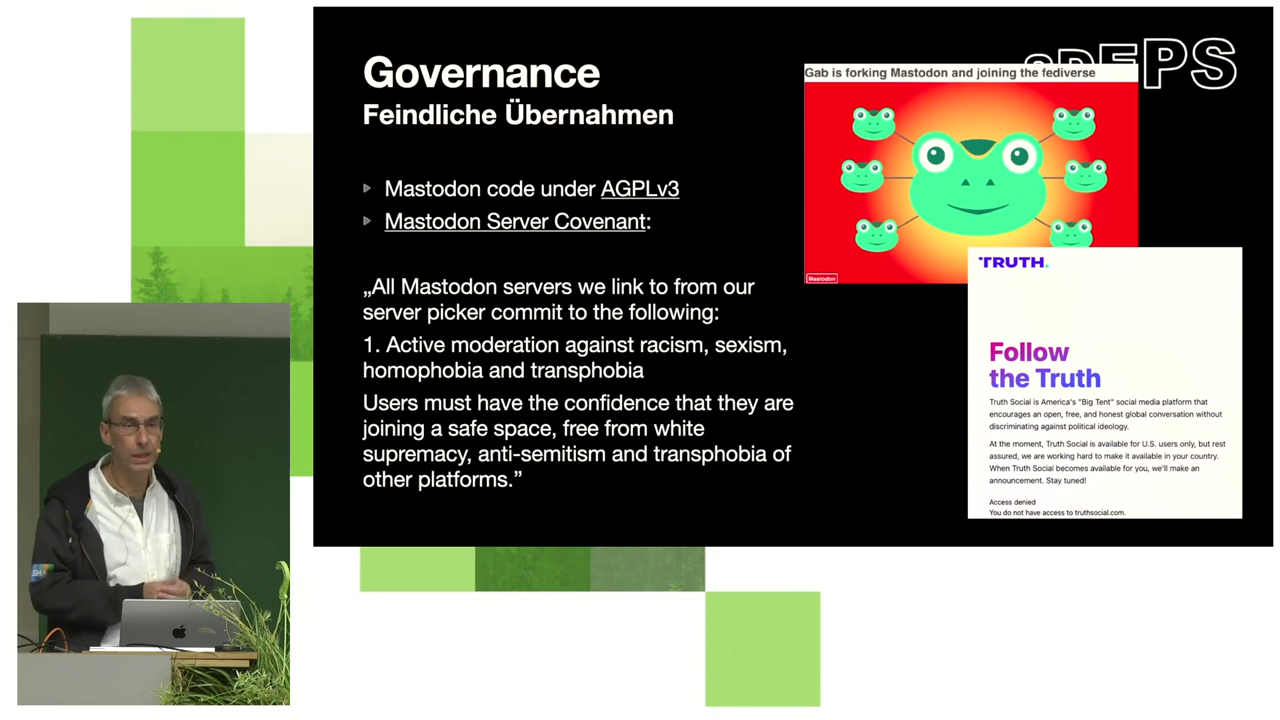 Governance
Feindliche Übernahmen
Mastodon code under AGPLv3
Mastodon Server Covenant:
„All Mastodon servers we link to from our
server picker commit to the following:
1. Active moderation against racism, sexism,
homophobia and transphobia
Users must have the confidence that they are
joining a safe space, free from white
supremacy, anti-semitism and transphobia of
other platforms.”
EPS
Gab is forking Mastodon and joining the fediverse
Mastodon
TRUTH.
Follow
the Truth
Truth Social is America's "Big Tent" social media platform that
encourages an open, free, and honest global conversation without
discriminating against political ideology.
At the moment, Truth Social is available for U.S. users only, but rest
assured, we are working hard to make it available in your country.
When Truth Social becomes available for you, we'll make an
announcement. Stay tuned!
Access denied
You do not have access to truthsocial.com.